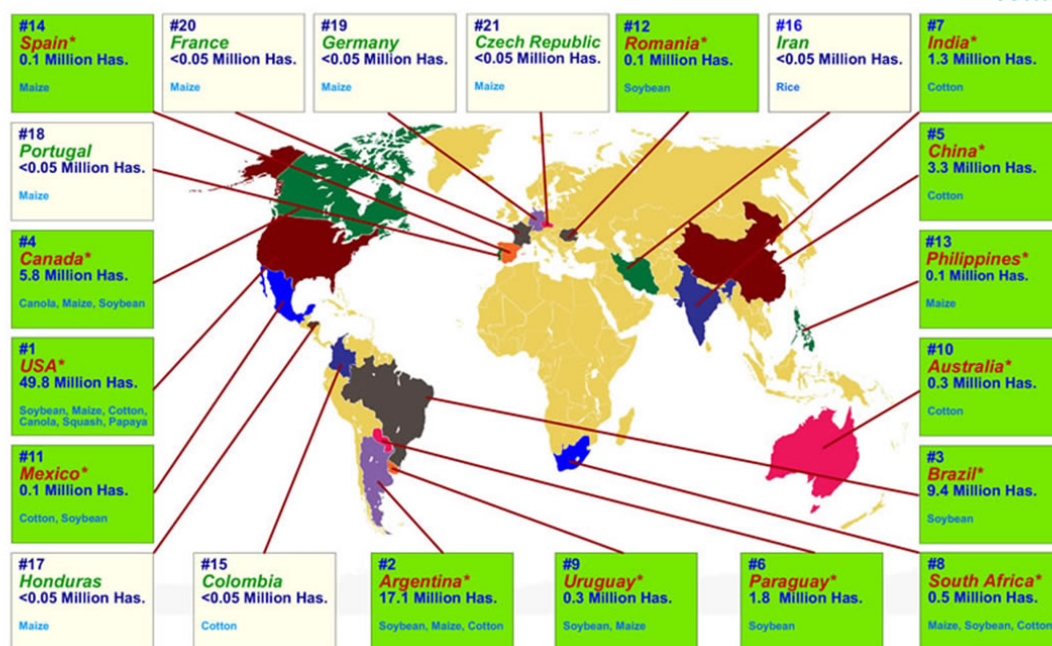 #14
Spain*
0.1 Million Has.
Maize
#20
France
<0.05 Million Has.
Maize
#19
Germany
<0.05 Million Has.
Maize
#21
Czech Republic
<0.05 Million Has.
Maize
#12
Romania*
0.1 Million Has.
Soybean
#16
Iran
<0.05 Million Has.
Rice
#7
India*
1.3 Million Has.
Cotton
#18
Portugal
<0.05 Million Has.
Maize
#5
China*
3.3 Million Has.
Cotton
#4
Canada*
5.8 Million Has.
Canola, Maize, Soybean
#13
Philippines*
0.1 Million Has.
Maize
#1
USA*
49.8 Million Has.
Soybean, Maize, Cotton,
Canola, Squash, Papaya
#10
Australia*
0.3 Million Has.
Cotton
#11
Mexico*
0.1 Million Has.
Cotton, Soybean
#3
Brazil*
9.4 Million Has.
Soybean
#17
Honduras
<0.05 Million Has.
Maize
#15
Colombia
<0.05 Million Has.
Cotton
#2
Argentina*
17.1 Million Has.
Soybean, Maize, Cotton
#9
Uruguay*
0.3 Million Has.
Soybean, Maize
#6
Paraguay*
1.8 Million Has.
Soybean
#8
South Africa*
0.5 Million Has.
Maize, Soybean, Cotton